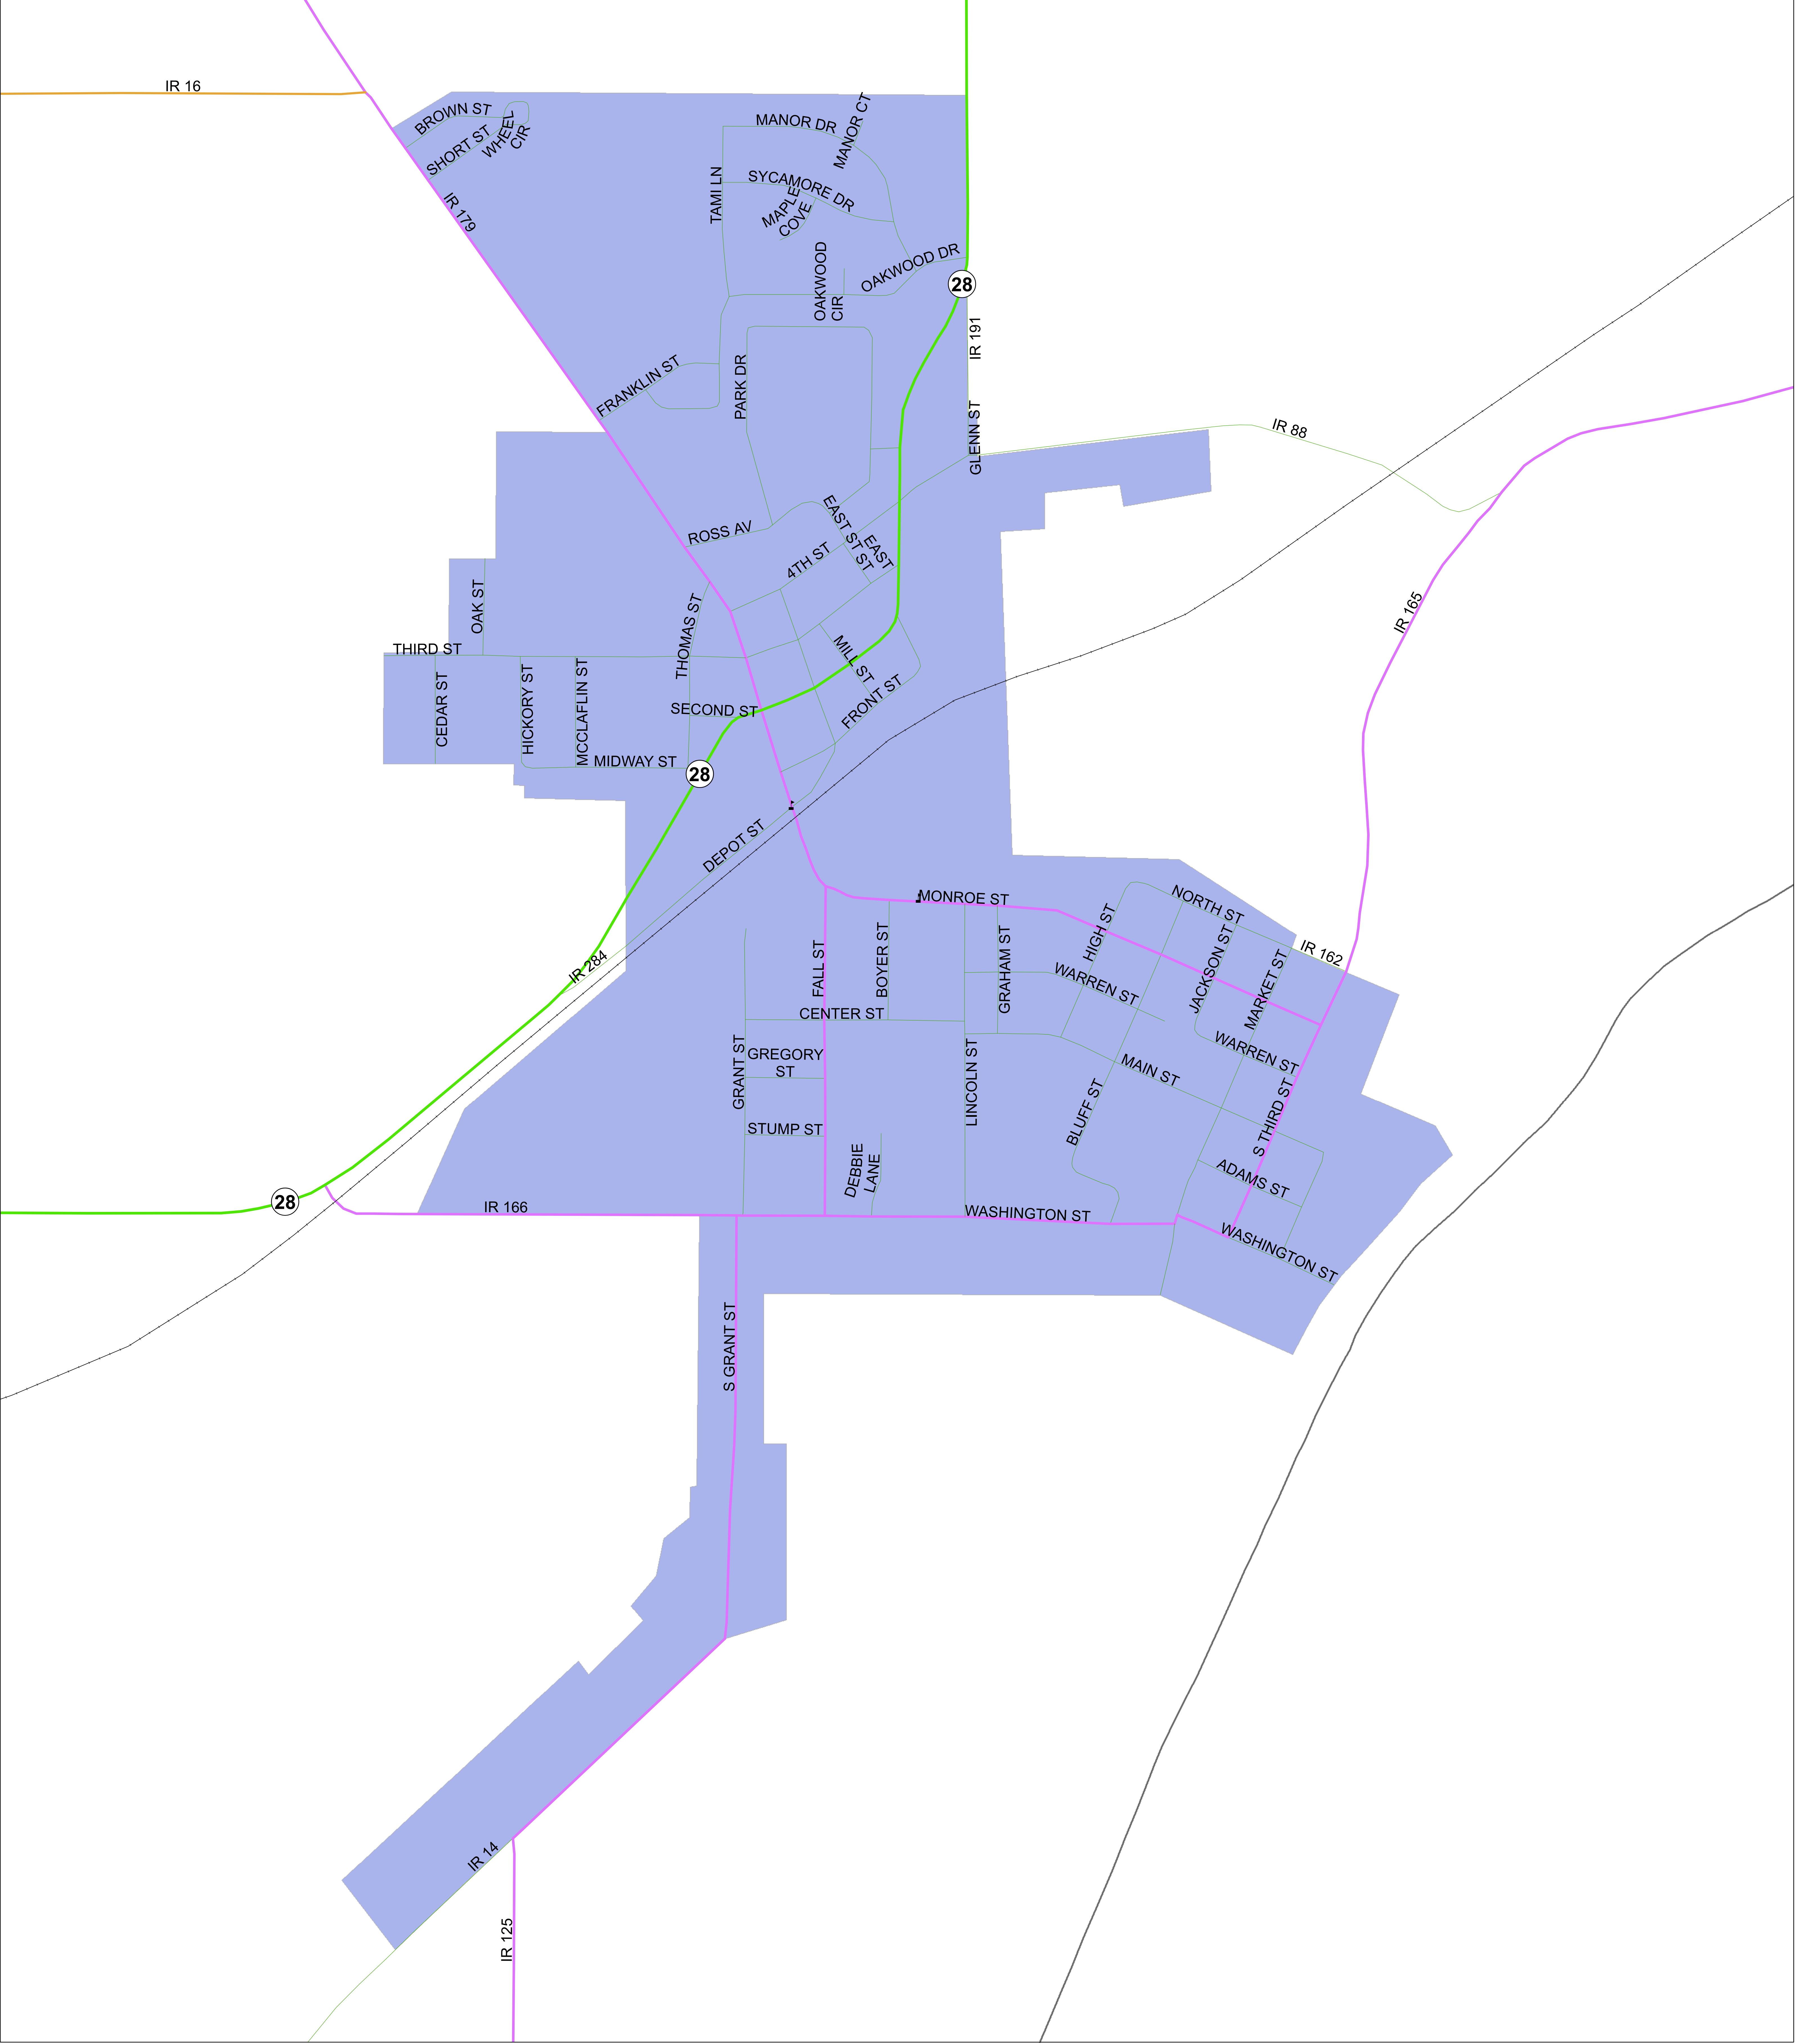 IR 16
BROWN ST
SHORT ST
WHEEL
CIR
IR 179
MANOR DR
MANOR CT
TAMI LN
SYCAMORE DR
MAPLE
COVE
OAKWOOD
CIR
OAKWOOD DR
28
IR 191
FRANKLIN ST
PARK DR
GLENN ST
IR 88
ROSS AV
EAST ST
EAST
ST
4TH ST
OAK ST
THOMAS ST
IR 165
THIRD ST
CEDAR ST
HICKORY ST
MCCLAFLIN ST
MILL ST
SECOND ST
FRONT ST
MIDWAY ST
28
DEPOT ST
MONROE ST
NORTH ST
HIGH ST
IR 284
FALL ST
BOYER ST
GRAHAM ST
JACKSON ST
MARKET ST
IR 162
WARREN ST
CENTER ST
GRANT ST
GREGORY
ST
LINCOLN ST
WARREN ST
MAIN ST
BLUFF ST
S THIRD ST
STUMP ST
DEBBIE
LANE
ADAMS ST
28
IR 166
WASHINGTON ST
WASHINGTON ST
S GRANT ST
IR 14
IR 125